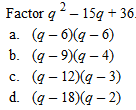 Factor q² – 15q + 36.
a. (q – 6)(q – 6)
b. (q – 9)(q – 4)
c. (q – 12)(q – 3)
d. (q – 18)(q – 2)